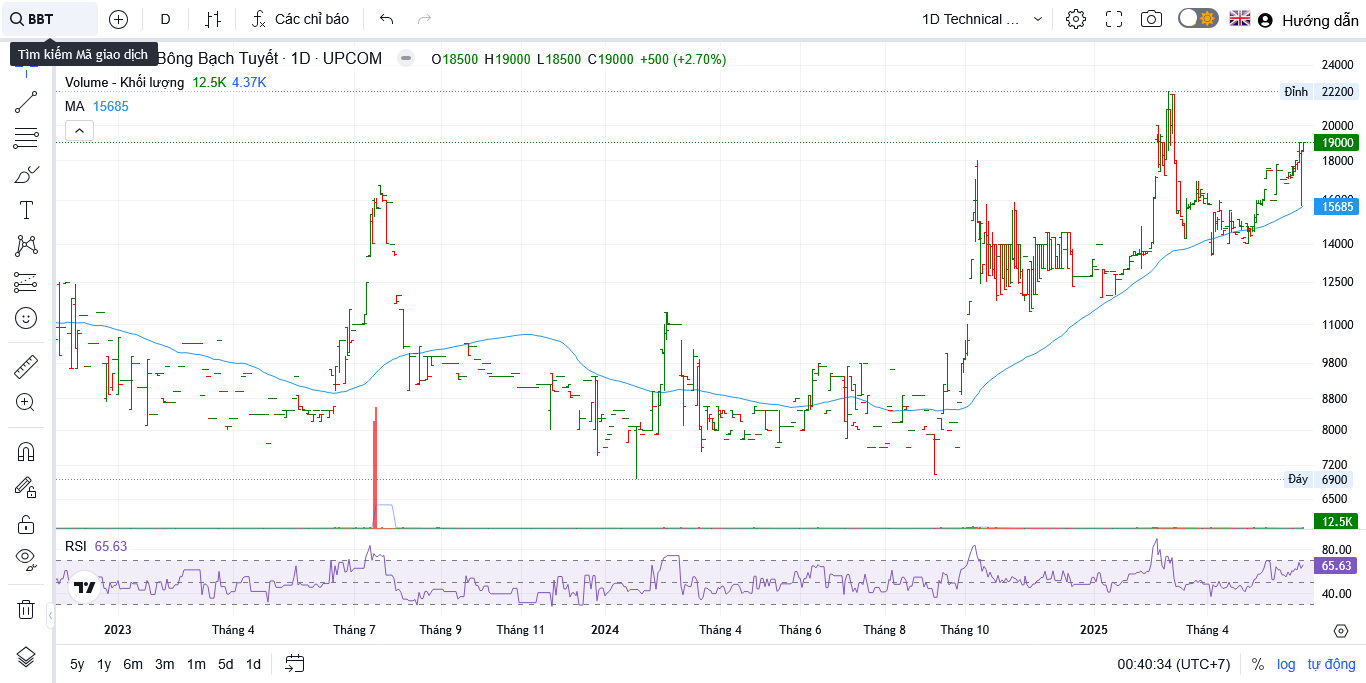 BBT
D
Các chỉ báo
1D Technical ...
Hướng dẫn
Tìm kiếm Mã giao dịch
Bông Bạch Tuyết · 1D · UPCOM
O18500 H19000 L18500 C19000 +500 (+2.70%)
Volume - Khối lượng 12.5K 4.37K
MA 15685
24000
Đỉnh 22200
20000
19000
18000
16000
15685
14000
12500
11000
9800
8800
8000
7200
Đáy 6900
6500
12.5K
RSI 65.63
80.00
65.63
40.00
2023
Tháng 4
Tháng 7
Tháng 9
Tháng 11
2024
Tháng 4
Tháng 6
Tháng 8
Tháng 10
2025
Tháng 4
5y 1y 6m 3m 1m 5d 1d
00:40:34 (UTC+7)
% log tự động